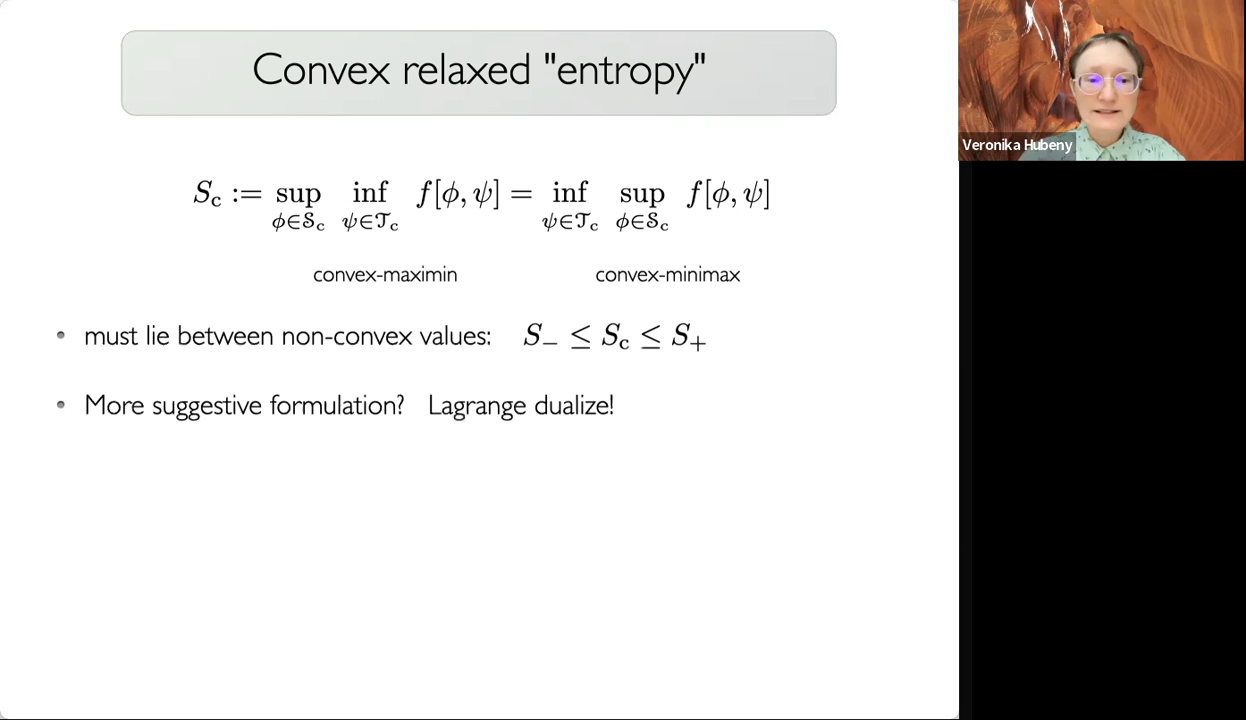 Convex relaxed "entropy"
Veronika Hubeny
S_c := sup_{ϕ∈𝒮_c} inf_{ψ∈𝒯_c} f[ϕ, ψ] = inf_{ψ∈𝒯_c} sup_{ϕ∈𝒮_c} f[ϕ, ψ]
convex-maximin convex-minimax
• must lie between non-convex values: S_− ≤ S_c ≤ S_+
• More suggestive formulation? Lagrange dualize!